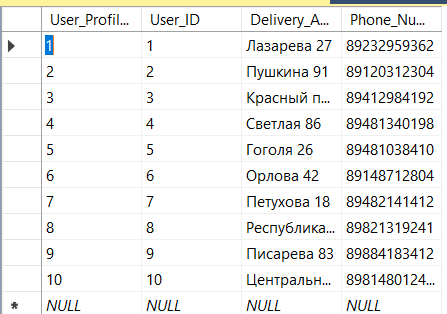 User_Profil... User_ID Delivery_A... Phone_Nu...
1 1 Лазарева 27 89232959362
2 2 Пушкина 91 89120312304
3 3 Красный п... 89412984192
4 4 Светлая 86 89481340198
5 5 Гоголя 26 89481038410
6 6 Орлова 42 89148712804
7 7 Петухова 18 89482141412
8 8 Республика... 89821319241
9 9 Писарева 83 89884183412
10 10 Центральн... 8981480124...
NULL NULL NULL NULL